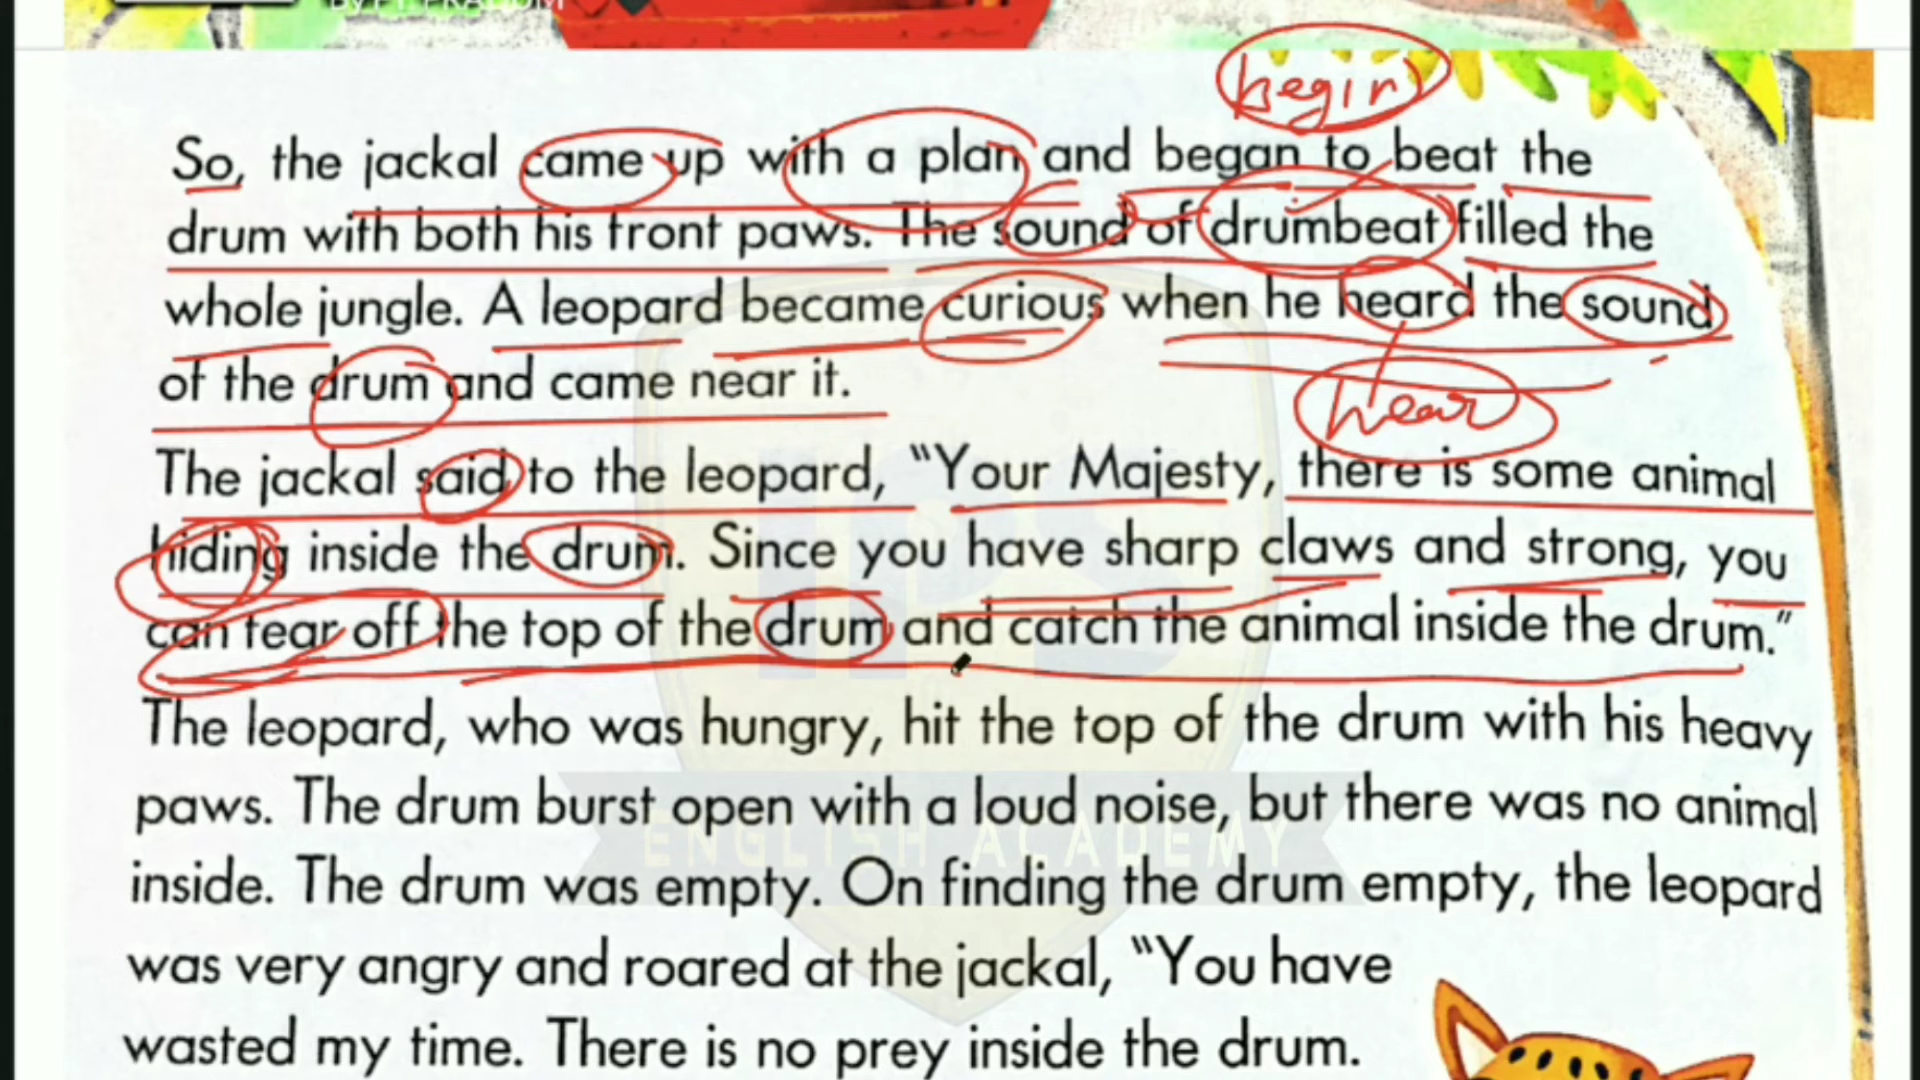 begin
So, the jackal came up with a plan and began to beat the
drum with both his front paws. The sound of drumbeat filled the
whole jungle. A leopard became curious when he heard the sound
of the drum and came near it.
hear
The jackal said to the leopard, “Your Majesty, there is some animal
hiding inside the drum. Since you have sharp claws and strong, you
can tear off the top of the drum and catch the animal inside the drum.”
The leopard, who was hungry, hit the top of the drum with his heavy
paws. The drum burst open with a loud noise, but there was no animal
ENGLISH ACADEMY
inside. The drum was empty. On finding the drum empty, the leopard
was very angry and roared at the jackal, “You have
wasted my time. There is no prey inside the drum.